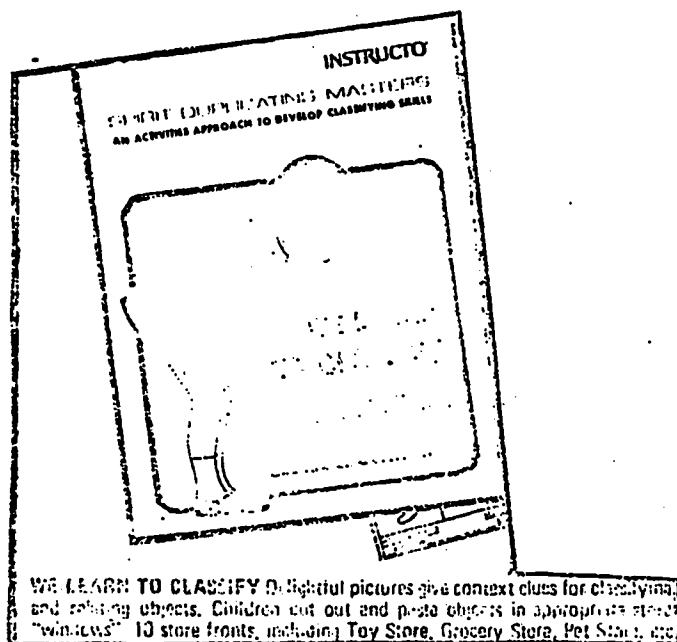 INSTRUCTO
SPIRIT DUPLICATING MASTERS
AN ACTIVITIES APPROACH TO DEVELOP CLASSIFYING SKILLS
WE LEARN TO CLASSIFY Delightful pictures give context clues for classifying
and relating objects. Children cut out and paste objects in appropriate store
"windows" 10 store fronts, including Toy Store, Grocery Store, Pet Store, etc.